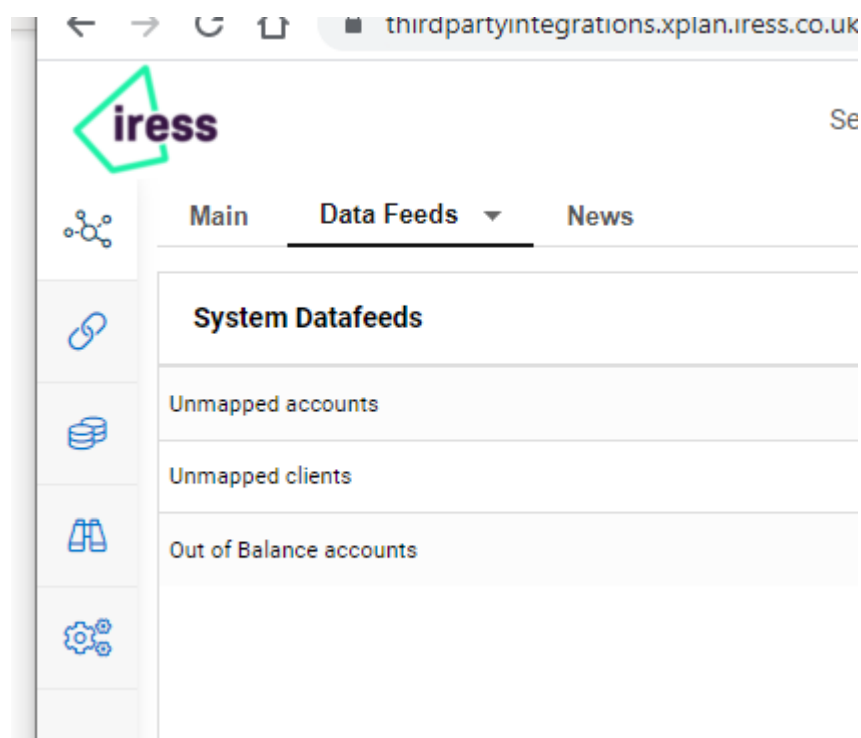 thirdpartyintegrations.xplan.iress.co.uk
iress
Se
Main Data Feeds News
System Datafeeds
Unmapped accounts
Unmapped clients
Out of Balance accounts